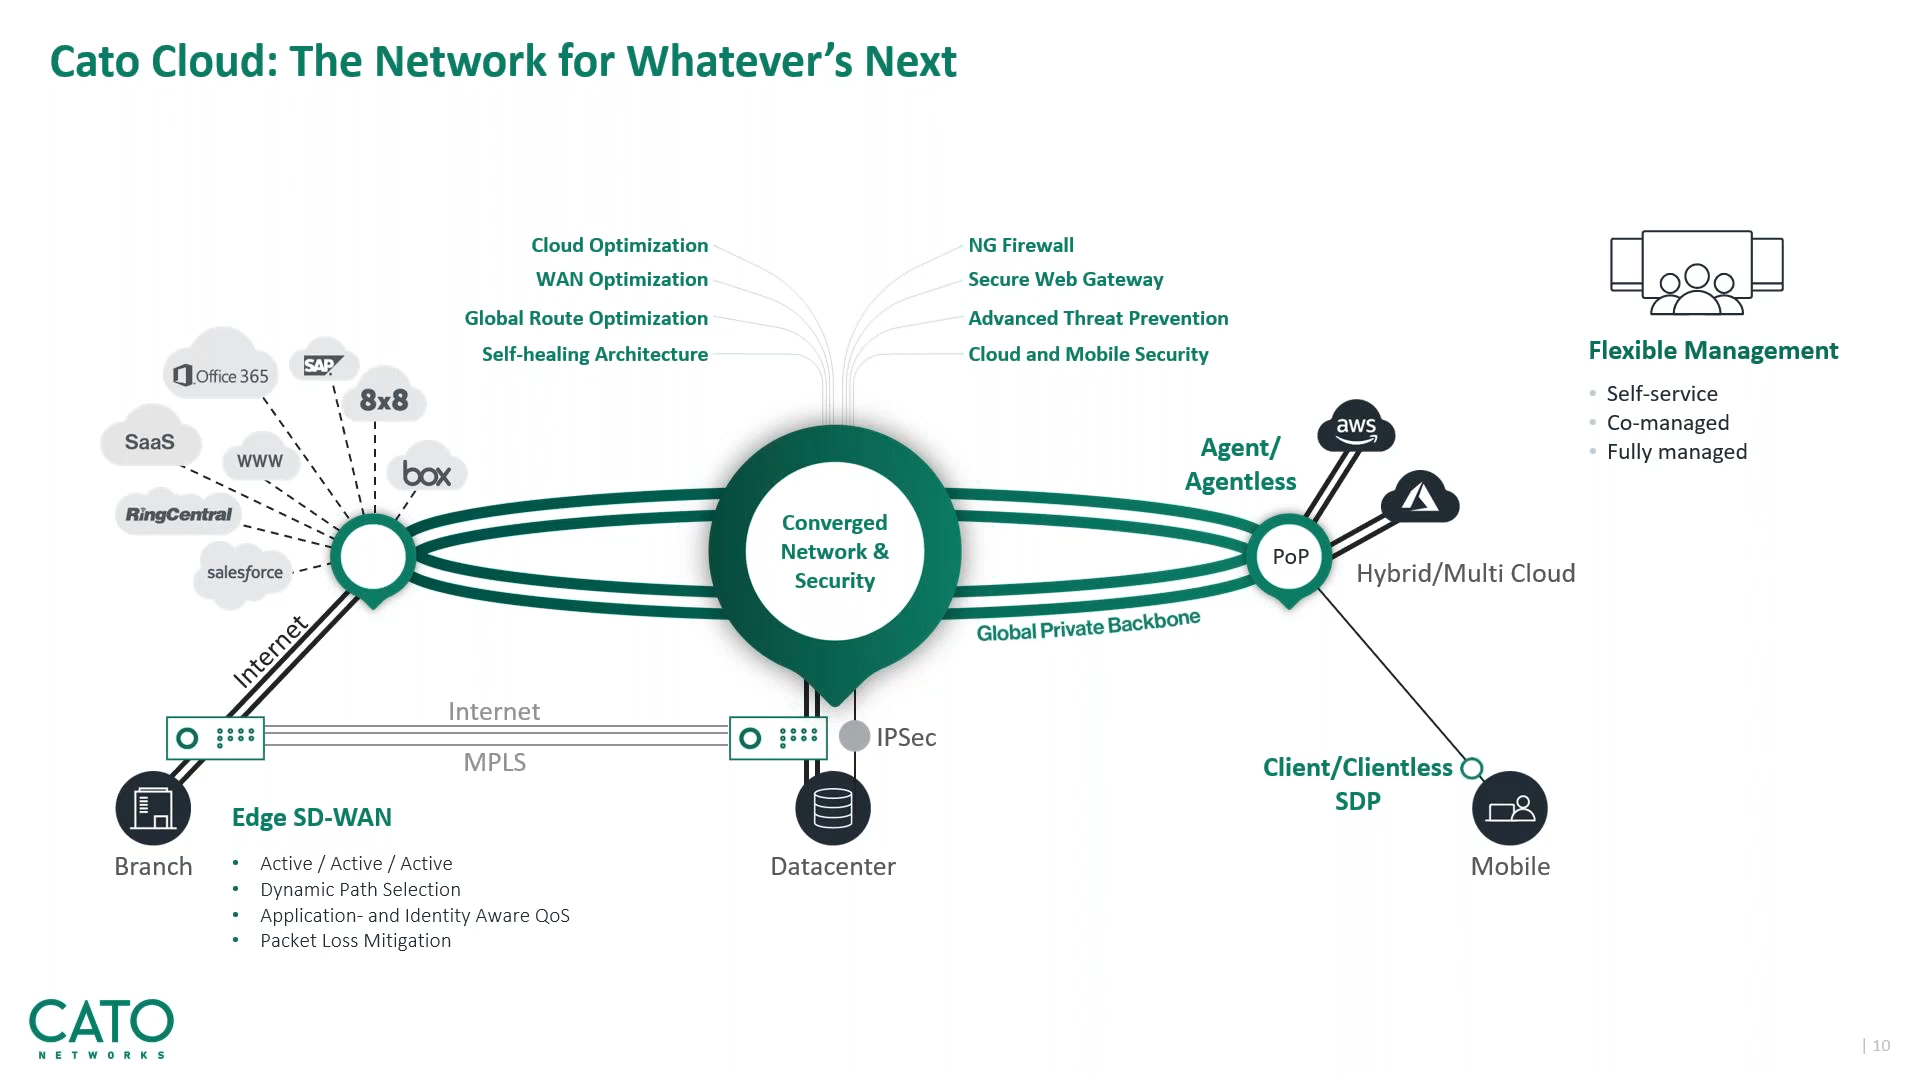 Cato Cloud: The Network for Whatever’s Next
Cloud Optimization
WAN Optimization
Global Route Optimization
Self-healing Architecture
NG Firewall
Secure Web Gateway
Advanced Threat Prevention
Cloud and Mobile Security
Flexible Management
• Self-service
• Co-managed
• Fully managed
Office 365
SAP
8x8
SaaS
www
box
RingCentral
salesforce
Converged
Network &
Security
Agent/
Agentless
aws
PoP
Hybrid/Multi Cloud
Global Private Backbone
Internet
Internet
MPLS
IPSec
Client/Clientless
SDP
Branch
Edge SD-WAN
• Active / Active / Active
• Dynamic Path Selection
• Application- and Identity Aware QoS
• Packet Loss Mitigation
Datacenter
Mobile
CATO
NETWORKS
| 10